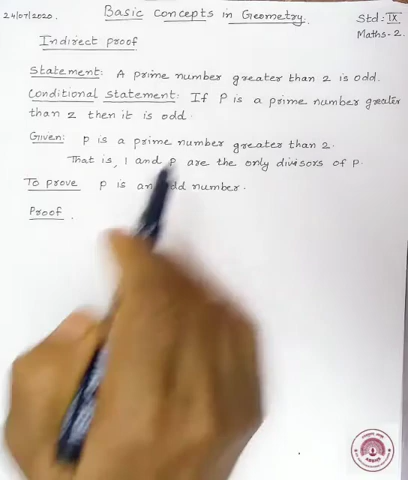 24/07/2020.
Basic Concepts in Geometry.
Std: IX
Maths-2.
Indirect proof
Statement: A prime number greater than 2 is odd.
Conditional Statement: If P is a prime number greater
than 2 then it is odd.
Given: p is a prime number greater than 2.
That is, 1 and p are the only divisors of p.
To prove p is an odd number.
Proof.